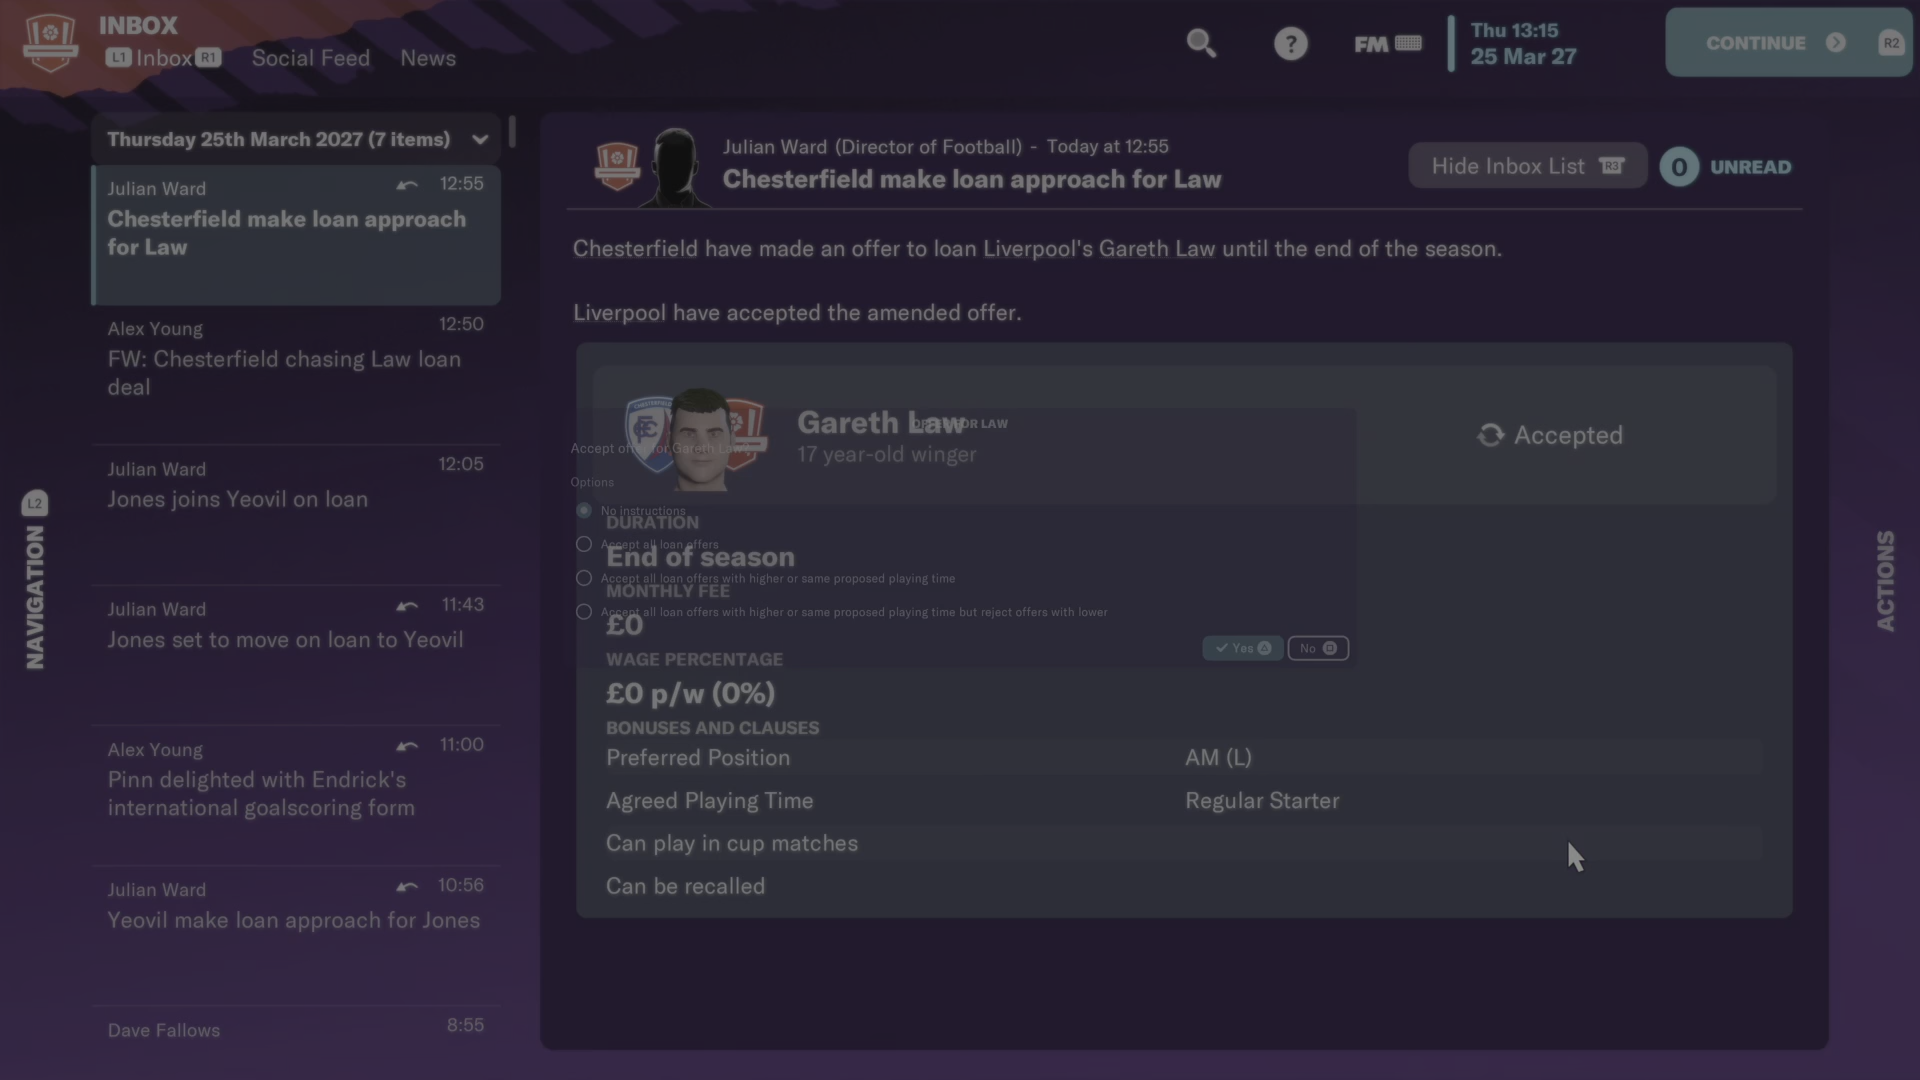 INBOX
L1 Inbox R1 Social Feed News
FM
Thu 13:15
25 Mar 27
CONTINUE R2
Thursday 25th March 2027 (7 items)
Julian Ward 12:55
Chesterfield make loan approach
for Law
Alex Young 12:50
FW: Chesterfield chasing Law loan
deal
Julian Ward 12:05
Jones joins Yeovil on loan
Julian Ward 11:43
Jones set to move on loan to Yeovil
Alex Young 11:00
Pinn delighted with Endrick's
international goalscoring form
Julian Ward 10:56
Yeovil make loan approach for Jones
Dave Fallows 8:55
L2
NAVIGATION
Julian Ward (Director of Football) - Today at 12:55
Chesterfield make loan approach for Law
Hide Inbox List R3
0 UNREAD
Chesterfield have made an offer to loan Liverpool's Gareth Law until the end of the season.
Liverpool have accepted the amended offer.
Gareth Law
17 year-old winger
Accepted
FOR LAW
Accept offer for Gareth Law?
Options
No instructions
Accept all loan offers
Accept all loan offers with higher or same proposed playing time
Accept all loan offers with higher or same proposed playing time but reject offers with lower
Yes
No
DURATION
End of season
MONTHLY FEE
£0
WAGE PERCENTAGE
£0 p/w (0%)
BONUSES AND CLAUSES
Preferred Position AM (L)
Agreed Playing Time Regular Starter
Can play in cup matches
Can be recalled
ACTIONS